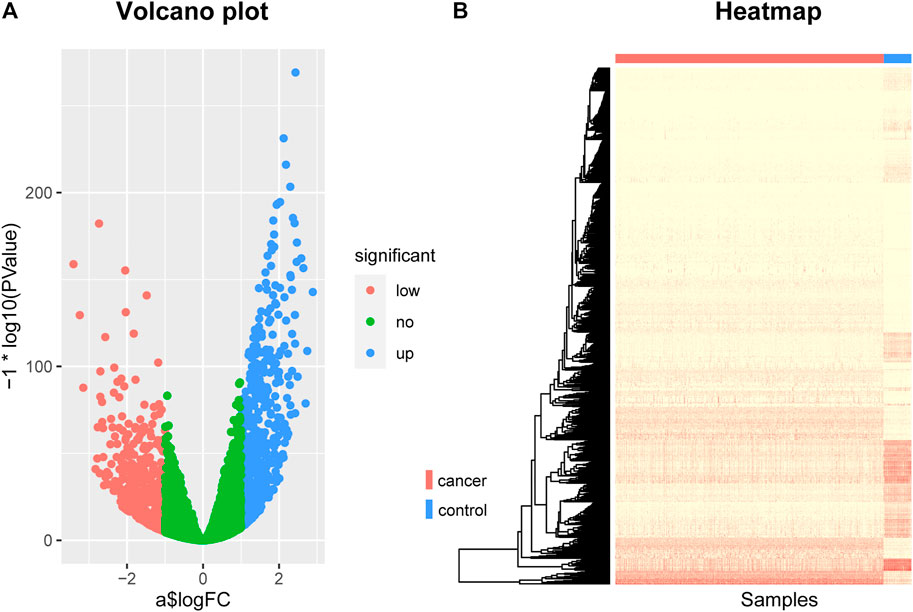 A
Volcano plot
−1 * log10(PValue)
200
100
0
−2
0
2
a$logFC
significant
low
no
up
B
Heatmap
cancer
control
Samples